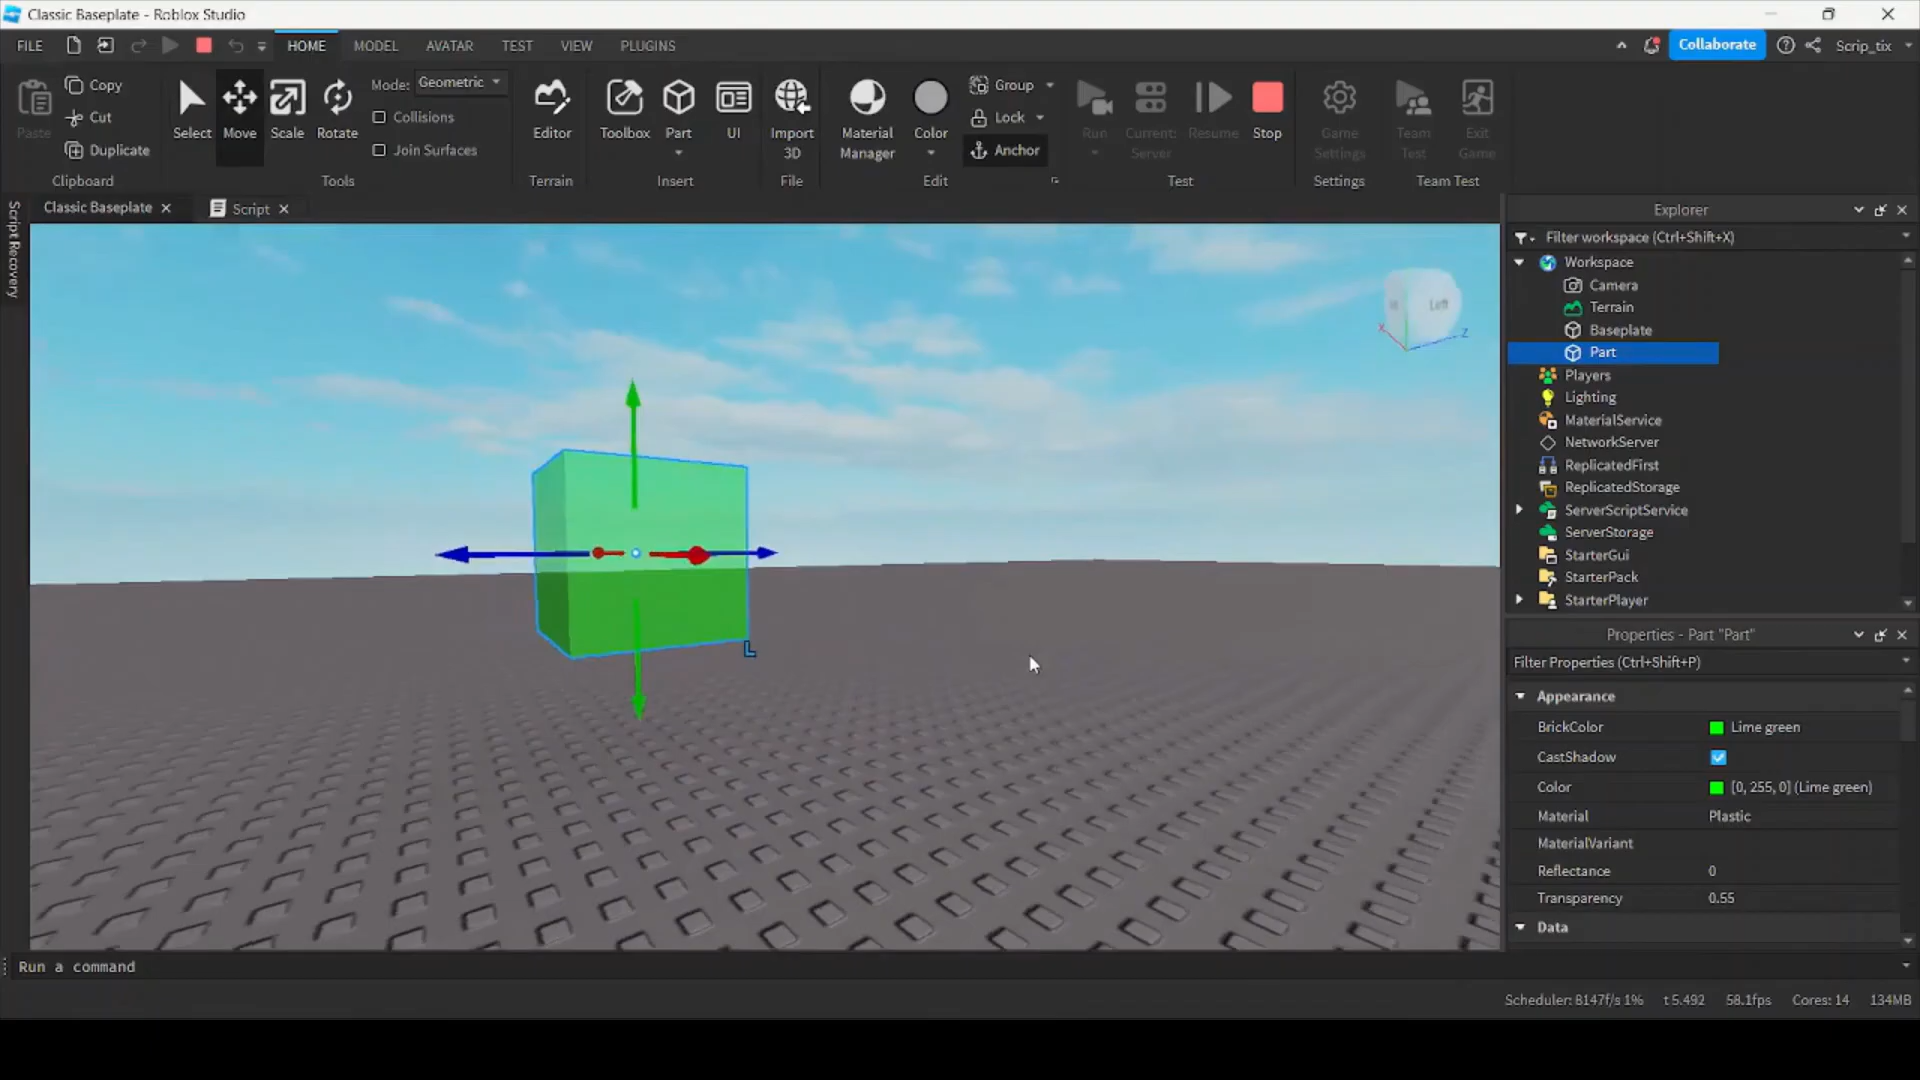 Classic Baseplate - Roblox Studio
FILE HOME MODEL AVATAR TEST VIEW PLUGINS Collaborate Scrip_tix
Paste Copy Cut Duplicate Clipboard
Select Move Scale Rotate Mode: Geometric Collisions Join Surfaces Tools
Editor Terrain
Toolbox Part UI Insert
Import 3D File
Material Manager Color Group Lock Anchor Edit
Run Current: Server Resume Stop Test
Game Settings Settings
Team Test Exit Game Team Test
Script Recovery
Classic Baseplate Script
Left
X Z
L
Explorer
Filter workspace (Ctrl+Shift+X)
Workspace
Camera
Terrain
Baseplate
Part
Players
Lighting
MaterialService
NetworkServer
ReplicatedFirst
ReplicatedStorage
ServerScriptService
ServerStorage
StarterGui
StarterPack
StarterPlayer
Properties - Part "Part"
Filter Properties (Ctrl+Shift+P)
Appearance
BrickColor Lime green
CastShadow
Color [0, 255, 0] (Lime green)
Material Plastic
MaterialVariant
Reflectance 0
Transparency 0.55
Data
Run a command
Scheduler: 8147f/s 1% t 5.492 58.1fps Cores: 14 134MB